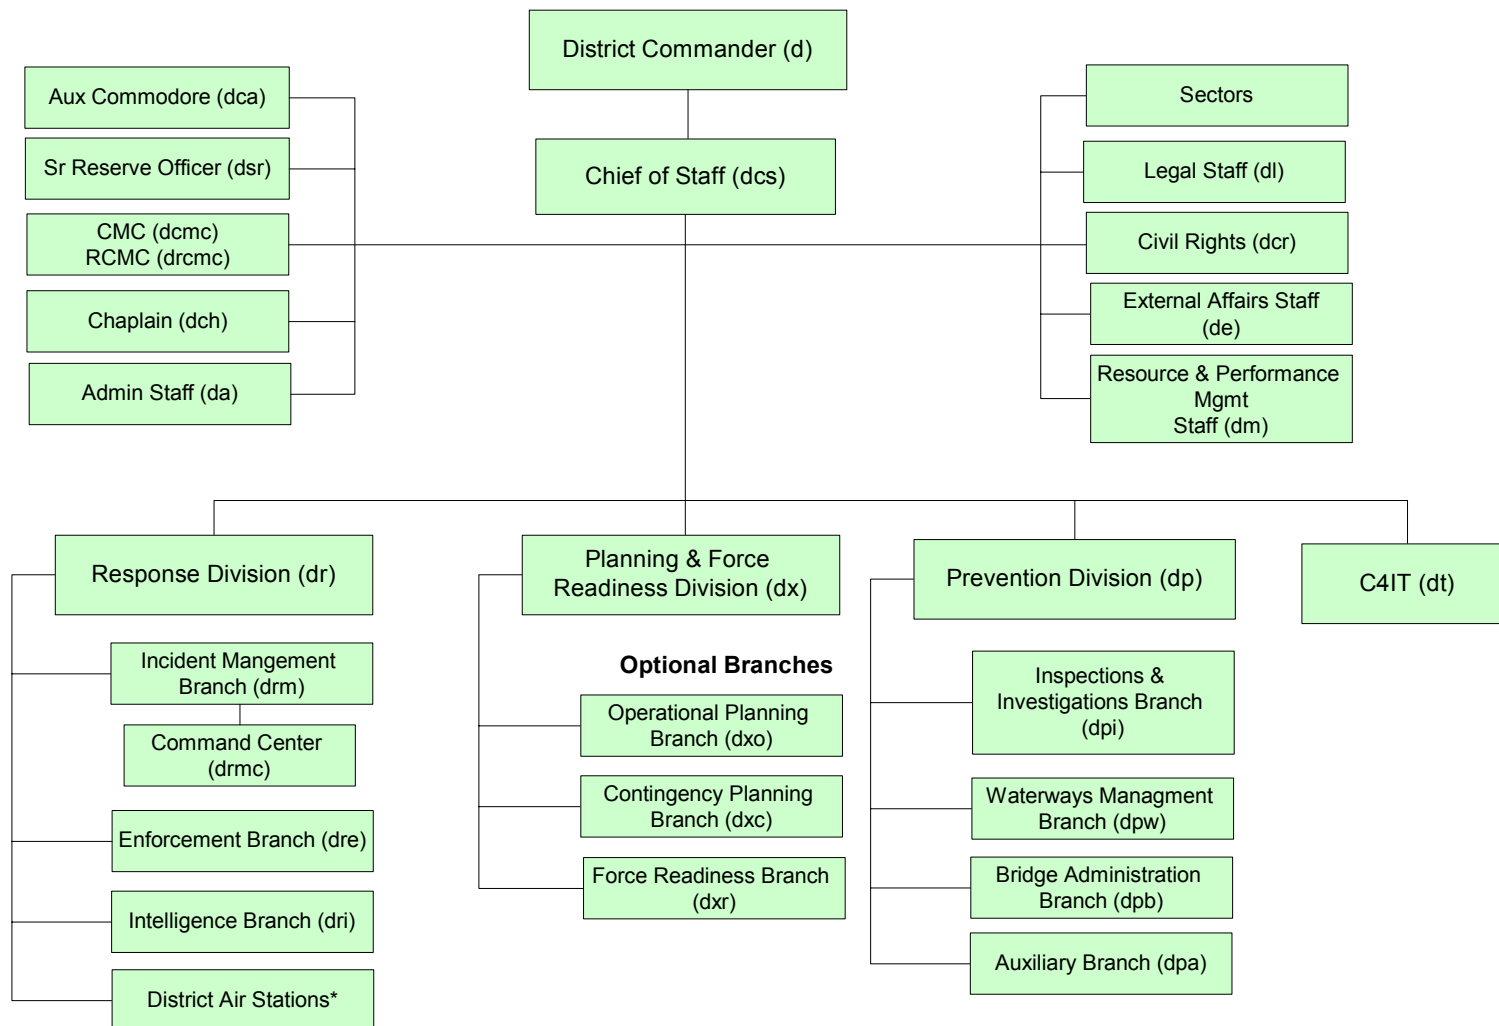 District Commander (d)
Chief of Staff (dcs)
Aux Commodore (dca)
Sr Reserve Officer (dsr)
CMC (dcmc)
RCMC (drcmc)
Chaplain (dch)
Admin Staff (da)
Sectors
Legal Staff (dl)
Civil Rights (dcr)
External Affairs Staff
(de)
Resource & Performance
Mgmt
Staff (dm)
Response Division (dr)
Incident Mangement
Branch (drm)
Command Center
(drmc)
Enforcement Branch (dre)
Intelligence Branch (dri)
District Air Stations*
Planning & Force
Readiness Division (dx)
Optional Branches
Operational Planning
Branch (dxo)
Contingency Planning
Branch (dxc)
Force Readiness Branch
(dxr)
Prevention Division (dp)
Inspections &
Investigations Branch
(dpi)
Waterways Managment
Branch (dpw)
Bridge Administration
Branch (dpb)
Auxiliary Branch (dpa)
C4IT (dt)